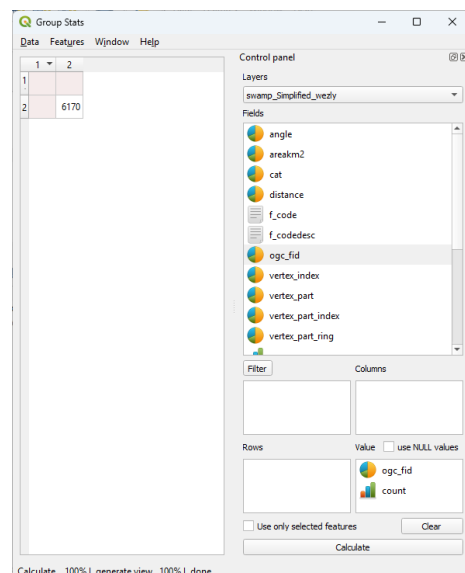 Group Stats
Data Features Window Help
1 2
1
2 6170
Control panel
Layers
swamp_Simplified_wezly
Fields
angle
areakm2
cat
distance
f_code
f_codedesc
ogc_fid
vertex_index
vertex_part
vertex_part_index
vertex_part_ring
Filter
Columns
Rows
Value use NULL values
ogc_fid
count
Use only selected features
Clear
Calculate
Calculate... 100% | generate view... 100% | done